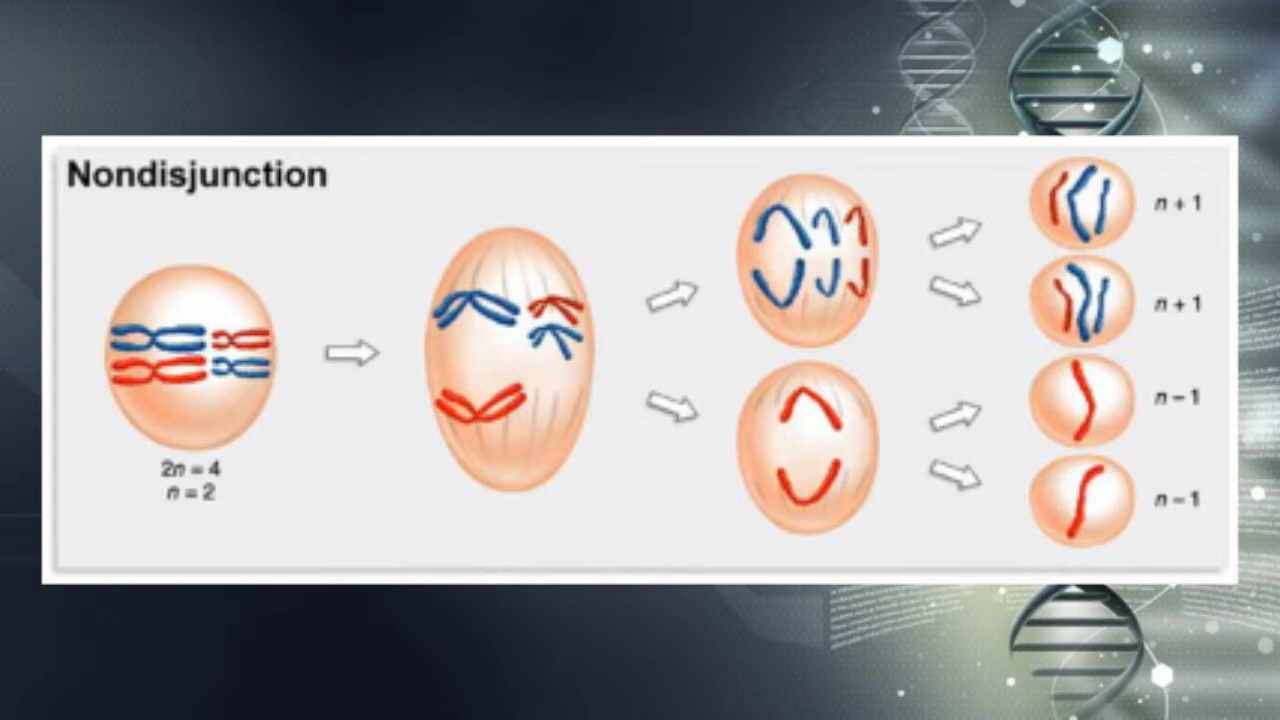 Nondisjunction
2n = 4
n = 2
n + 1
n + 1
n − 1
n − 1